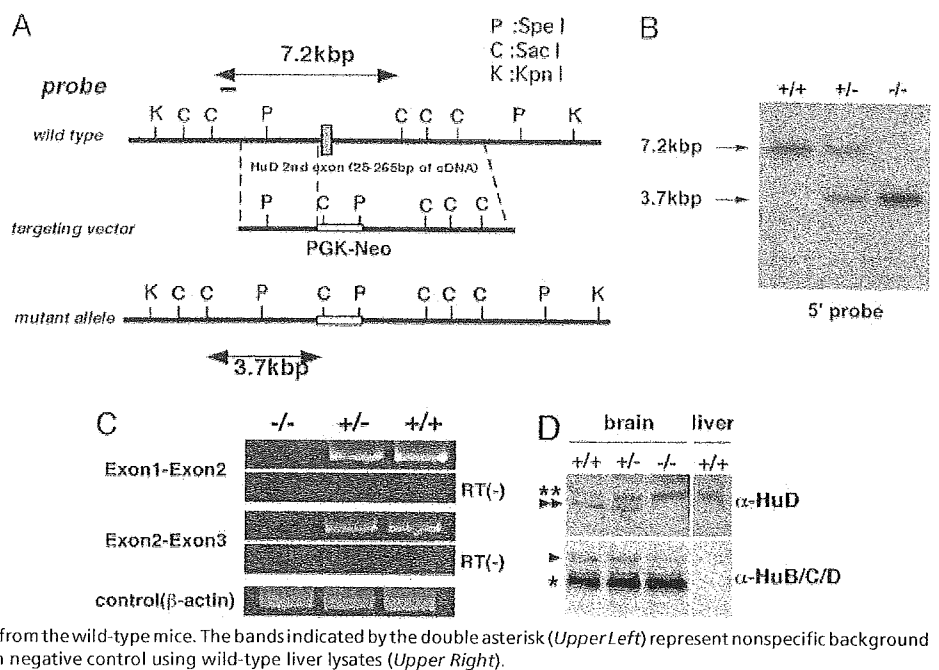 A
B
P :Spe I
C :Sac I
K :Kpn I
7.2kbp
probe
K C C P C C C P K
wild type
HuD 2nd exon (28-265bp of cDNA)
P C P C C C
targeting vector
PGK-Neo
K C C P C P C C C P K
mutant allele
3.7kbp
+/+ +/- -/-
7.2kbp
3.7kbp
5' probe
C
-/- +/- +/+
Exon1-Exon2
RT(-)
Exon2-Exon3
RT(-)
control(β-actin)
D
brain liver
+/+ +/- -/- +/+
**
α-HuD
*
α-HuB/C/D
from the wild-type mice. The bands indicated by the double asterisk (Upper Left) represent nonspecific background
n negative control using wild-type liver lysates (Upper Right).